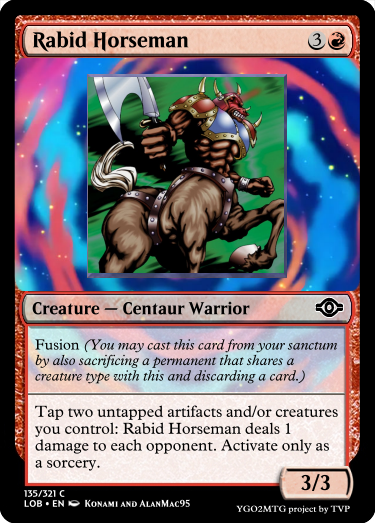 Rabid Horseman 3
Creature — Centaur Warrior
Fusion (You may cast this card from your sanctum
by also sacrificing a permanent that shares a
creature type with this and discarding a card.)
Tap two untapped artifacts and/or creatures
you control: Rabid Horseman deals 1
damage to each opponent. Activate only as
a sorcery.
3/3
135/321 C
LOB • EN Konami and AlanMac95
YGO2MTG project by TVP